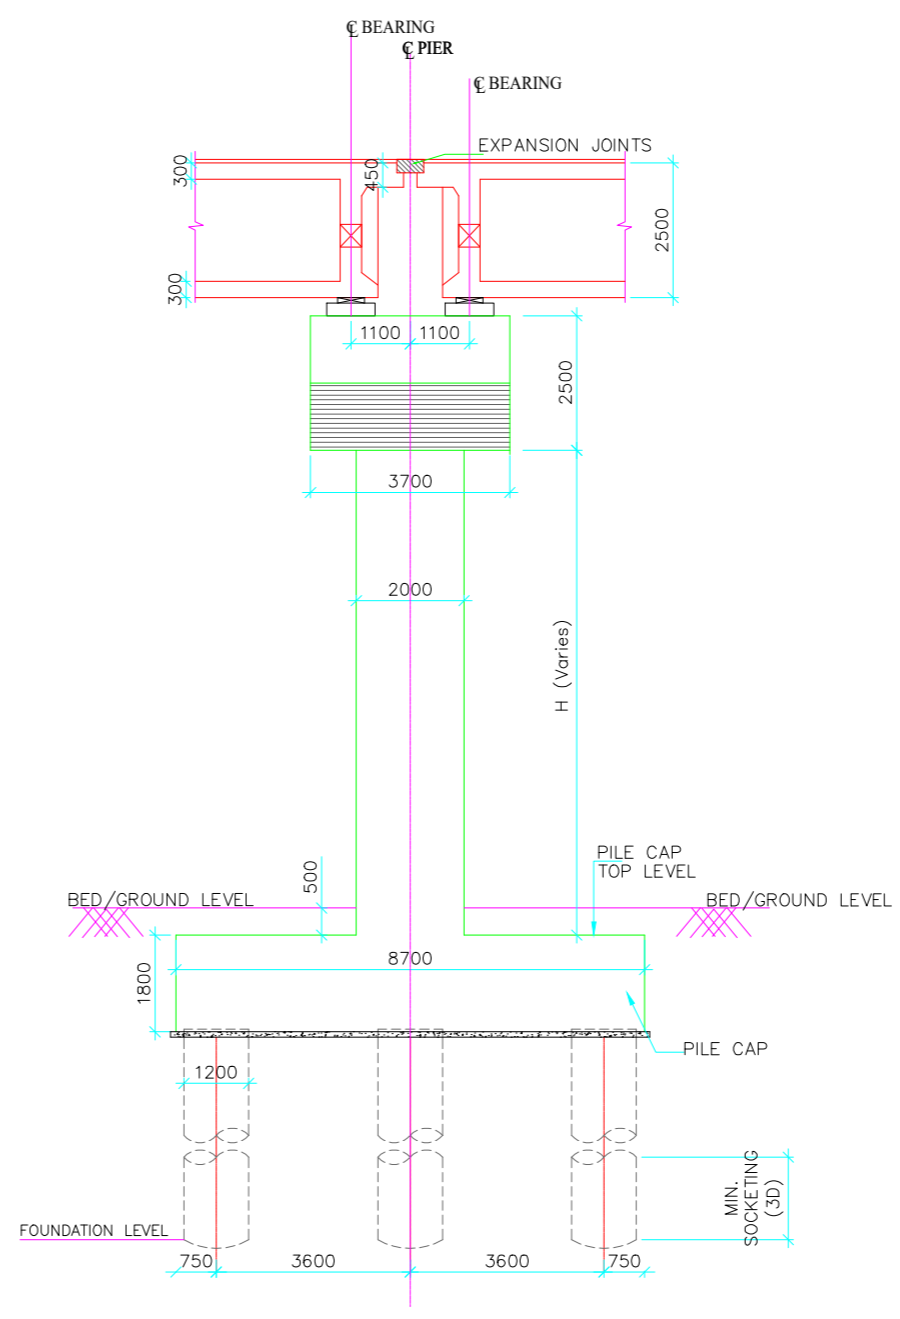 ℄ BEARING
℄ PIER
℄ BEARING
EXPANSION JOINTS
300
450
2500
300
1100
1100
2500
3700
2000
H (Varies)
PILE CAP
TOP LEVEL
500
BED/GROUND LEVEL
BED/GROUND LEVEL
8700
1800
PILE CAP
1200
MIN.
SOCKETING
(3D)
FOUNDATION LEVEL
750
3600
3600
750